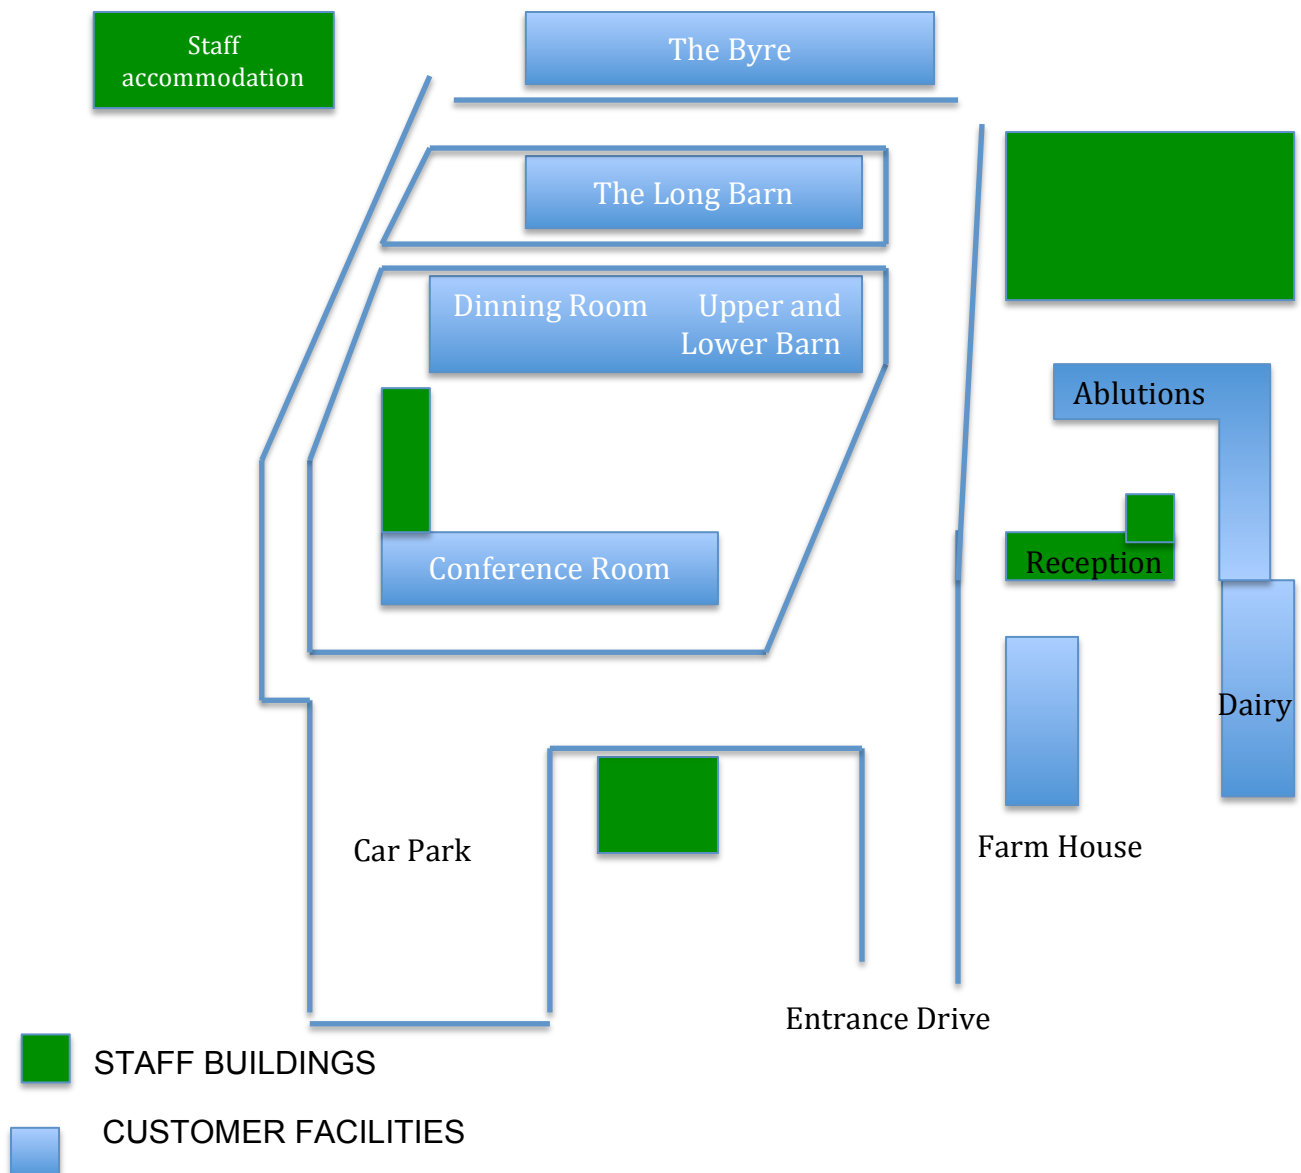 Staff
accommodation
The Byre
The Long Barn
Dinning Room Upper and
Lower Barn
Ablutions
Conference Room
Reception
Dairy
Car Park
Farm House
Entrance Drive
STAFF BUILDINGS
CUSTOMER FACILITIES